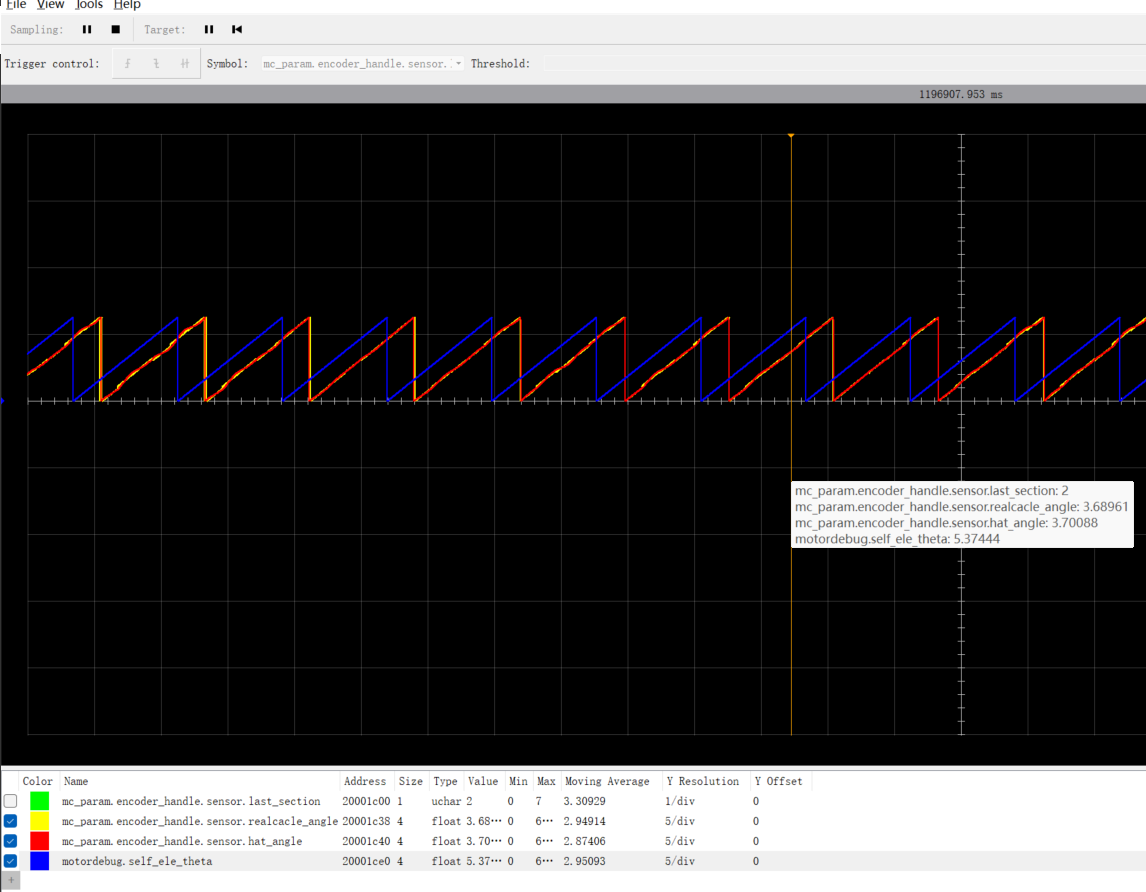 File View Tools Help
Sampling: Target:
Trigger control: Symbol: mc_param.encoder_handle.sensor. Threshold:
1196907.953 ms
mc_param.encoder_handle.sensor.last_section: 2
mc_param.encoder_handle.sensor.realcacle_angle: 3.68961
mc_param.encoder_handle.sensor.hat_angle: 3.70088
motordebug.self_ele_theta: 5.37444
Color Name Address Size Type Value Min Max Moving Average Y Resolution Y Offset
mc_param.encoder_handle.sensor.last_section 20001c00 1 uchar 2 0 7 3.30929 1/div 0
mc_param.encoder_handle.sensor.realcacle_angle 20001c38 4 float 3.68… 0 6… 2.94914 5/div 0
mc_param.encoder_handle.sensor.hat_angle 20001c40 4 float 3.70… 0 6… 2.87406 5/div 0
motordebug.self_ele_theta 20001ce0 4 float 5.37… 0 6… 2.95093 5/div 0